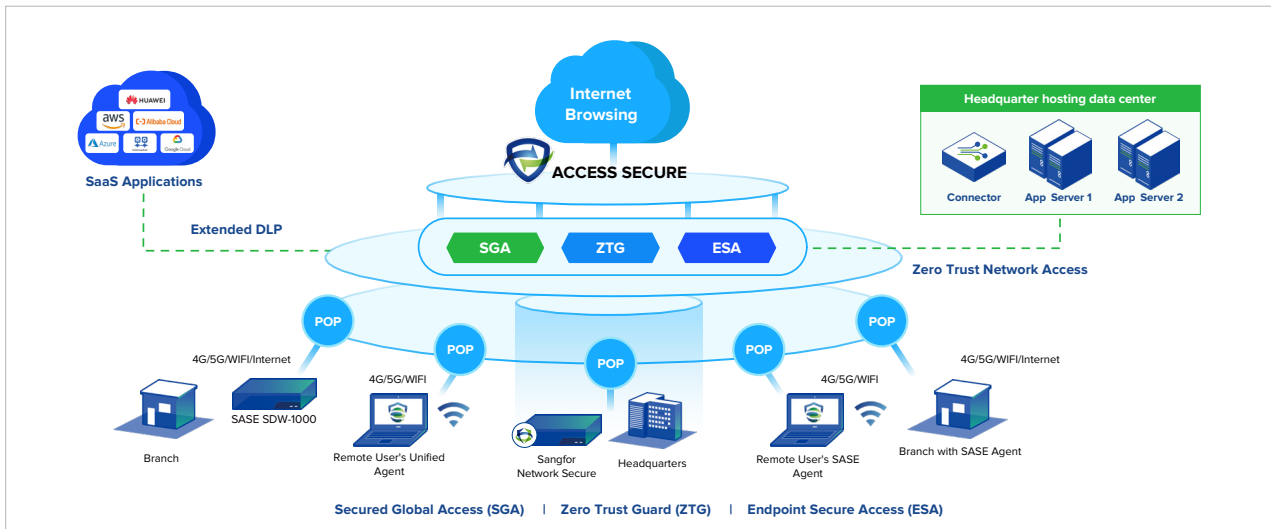 HUAWEI
aws
Alibaba Cloud
Azure
Google Cloud
SaaS Applications
Internet
Browsing
ACCESS SECURE
Headquarter hosting data center
Connector
App Server 1
App Server 2
Extended DLP
SGA
ZTG
ESA
Zero Trust Network Access
POP
POP
POP
POP
POP
4G/5G/WIFI/Internet
4G/5G/WIFI
4G/5G/WIFI
4G/5G/WIFI/Internet
SASE SDW-1000
Branch
Remote User's Unified
Agent
Sangfor
Network Secure
Headquarters
Remote User's SASE
Agent
Branch with SASE Agent
Secured Global Access (SGA) | Zero Trust Guard (ZTG) | Endpoint Secure Access (ESA)